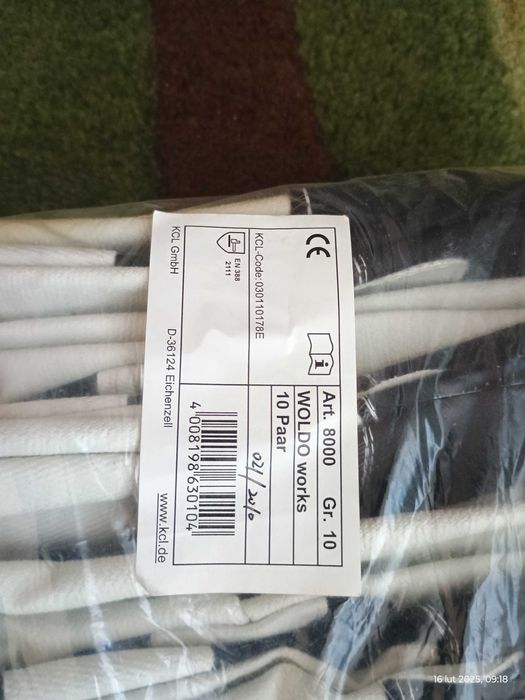 CE
i
Art. 8000 Gr. 10
WOLDO works
10 Paar
KCL-Code:030110178E
EN 388
2111
021/2010
4 008198 630104
KCL GmbH D-36124 Eichenzell www.kcl.de
16 lut 2025, 09:18